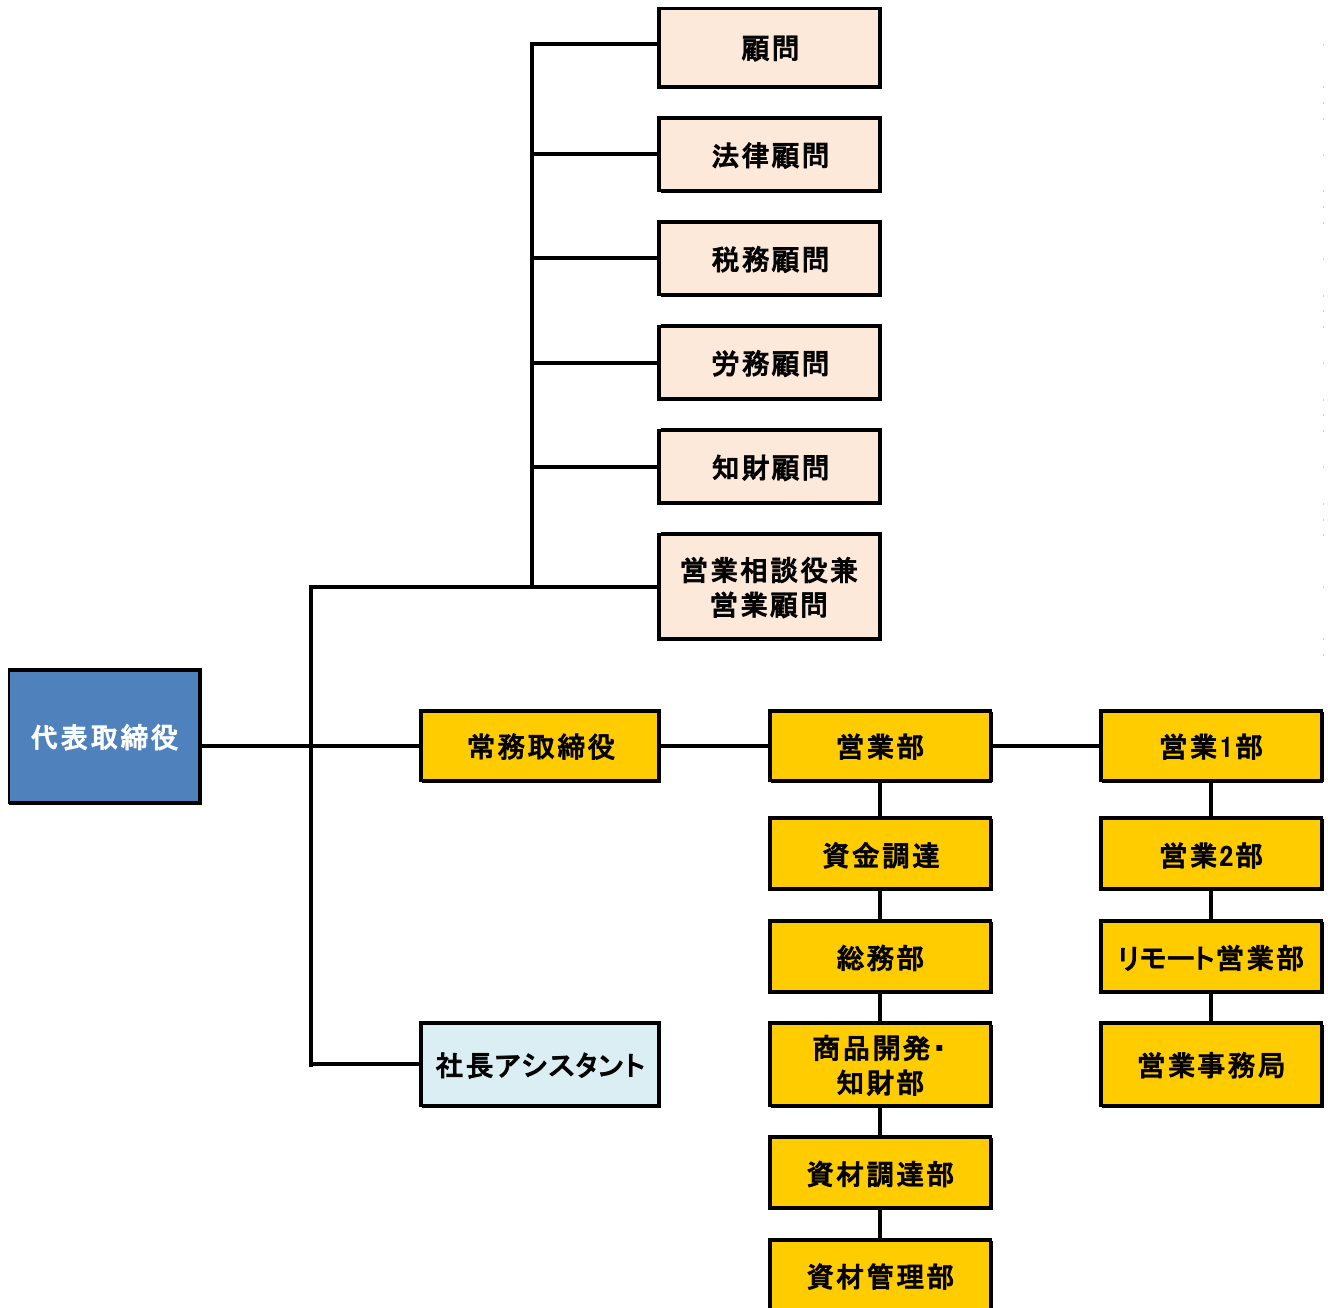 顧問
法律顧問
税務顧問
労務顧問
知財顧問
営業相談役兼
営業顧問
代表取締役
常務取締役
営業部
営業1部
資金調達
営業2部
総務部
リモート営業部
社長アシスタント
商品開発・
知財部
営業事務局
資材調達部
資材管理部